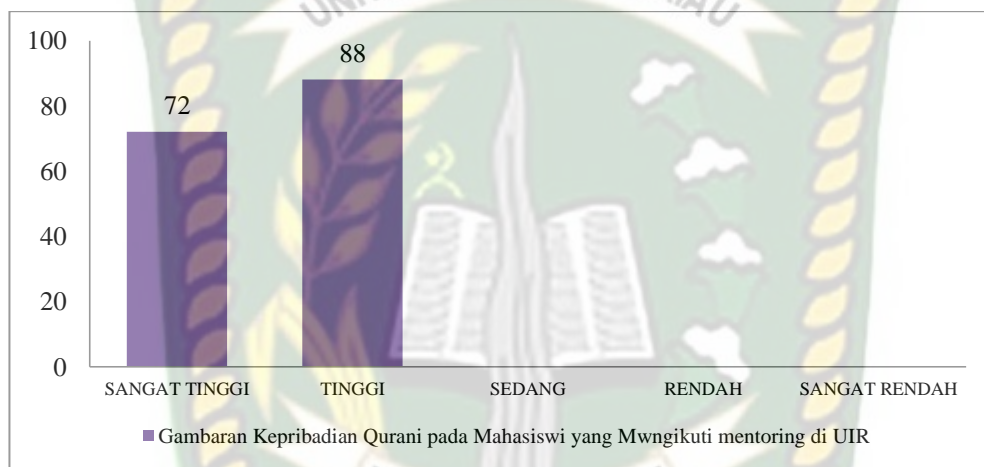 100
80
60
40
20
0
72
88
SANGAT TINGGI
TINGGI
SEDANG
RENDAH
SANGAT RENDAH
Gambaran Kepribadian Qurani pada Mahasiswi yang Mwngikuti mentoring di UIR